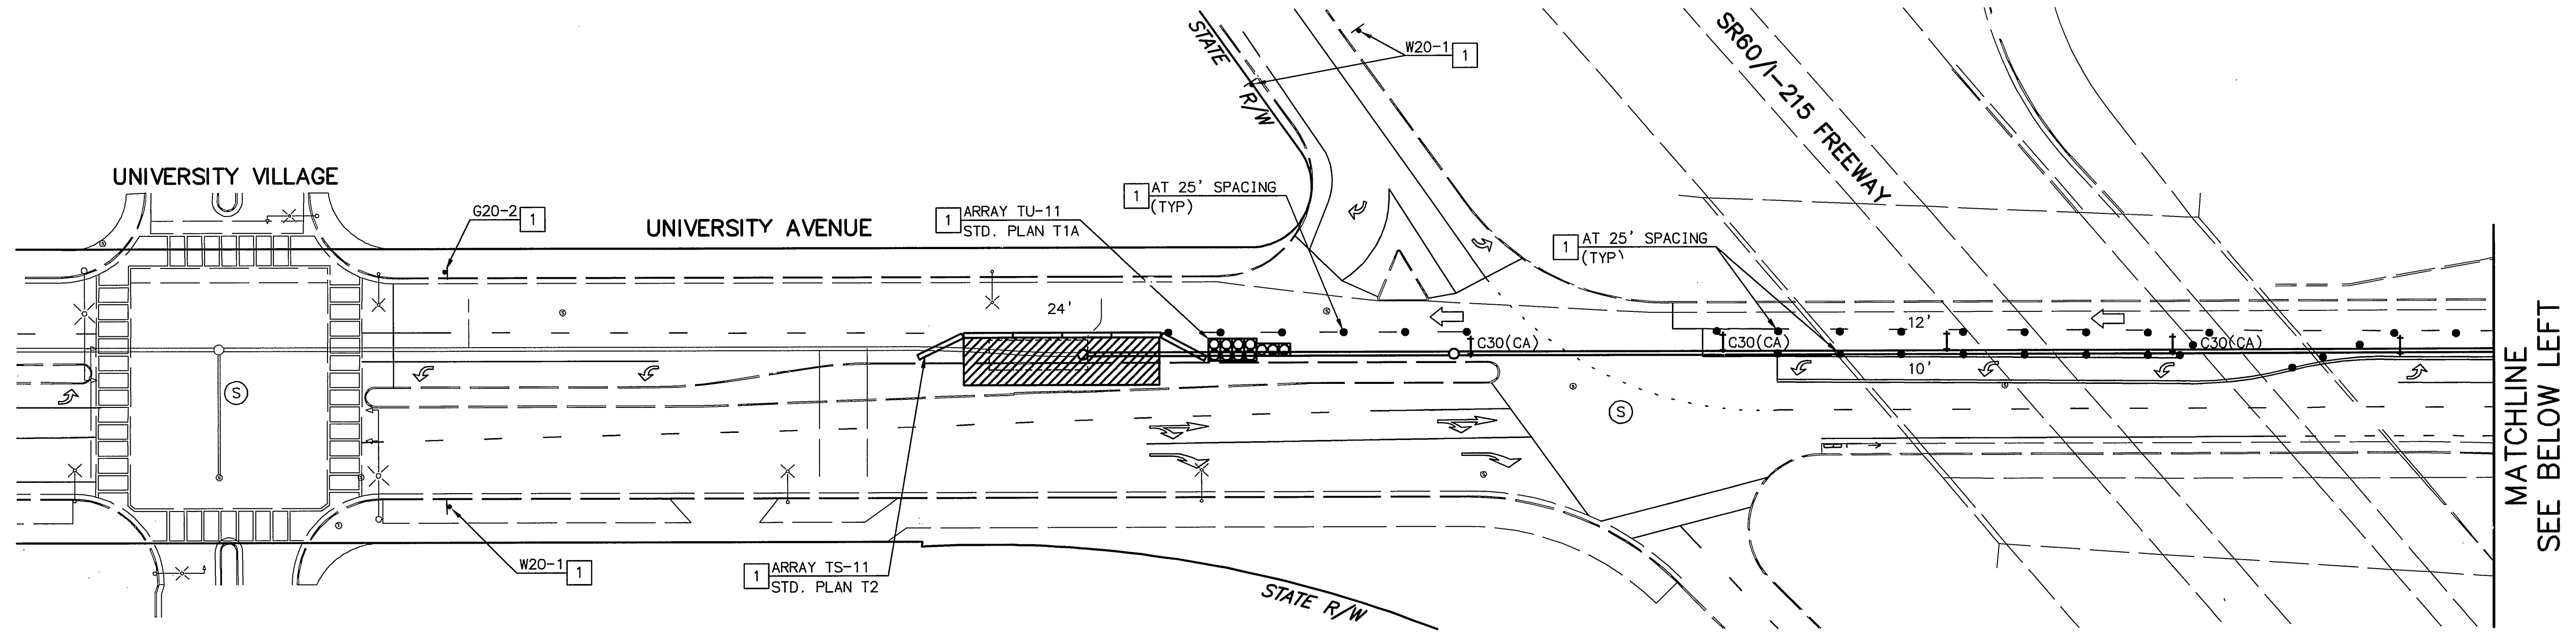 STATE
R/W
W20-1 1
SR60/I-215 FREEWAY
UNIVERSITY VILLAGE
G20-2 1
UNIVERSITY AVENUE
1 ARRAY TU-11
STD. PLAN T1A
1 AT 25' SPACING
(TYP)
1 AT 25' SPACING
(TYP)
24'
12'
C30(CA)
C30(CA)
C30(CA)
10'
S
S
MATCHLINE
SEE BELOW LEFT
W20-1 1
1 ARRAY TS-11
STD. PLAN T2
STATE R/W